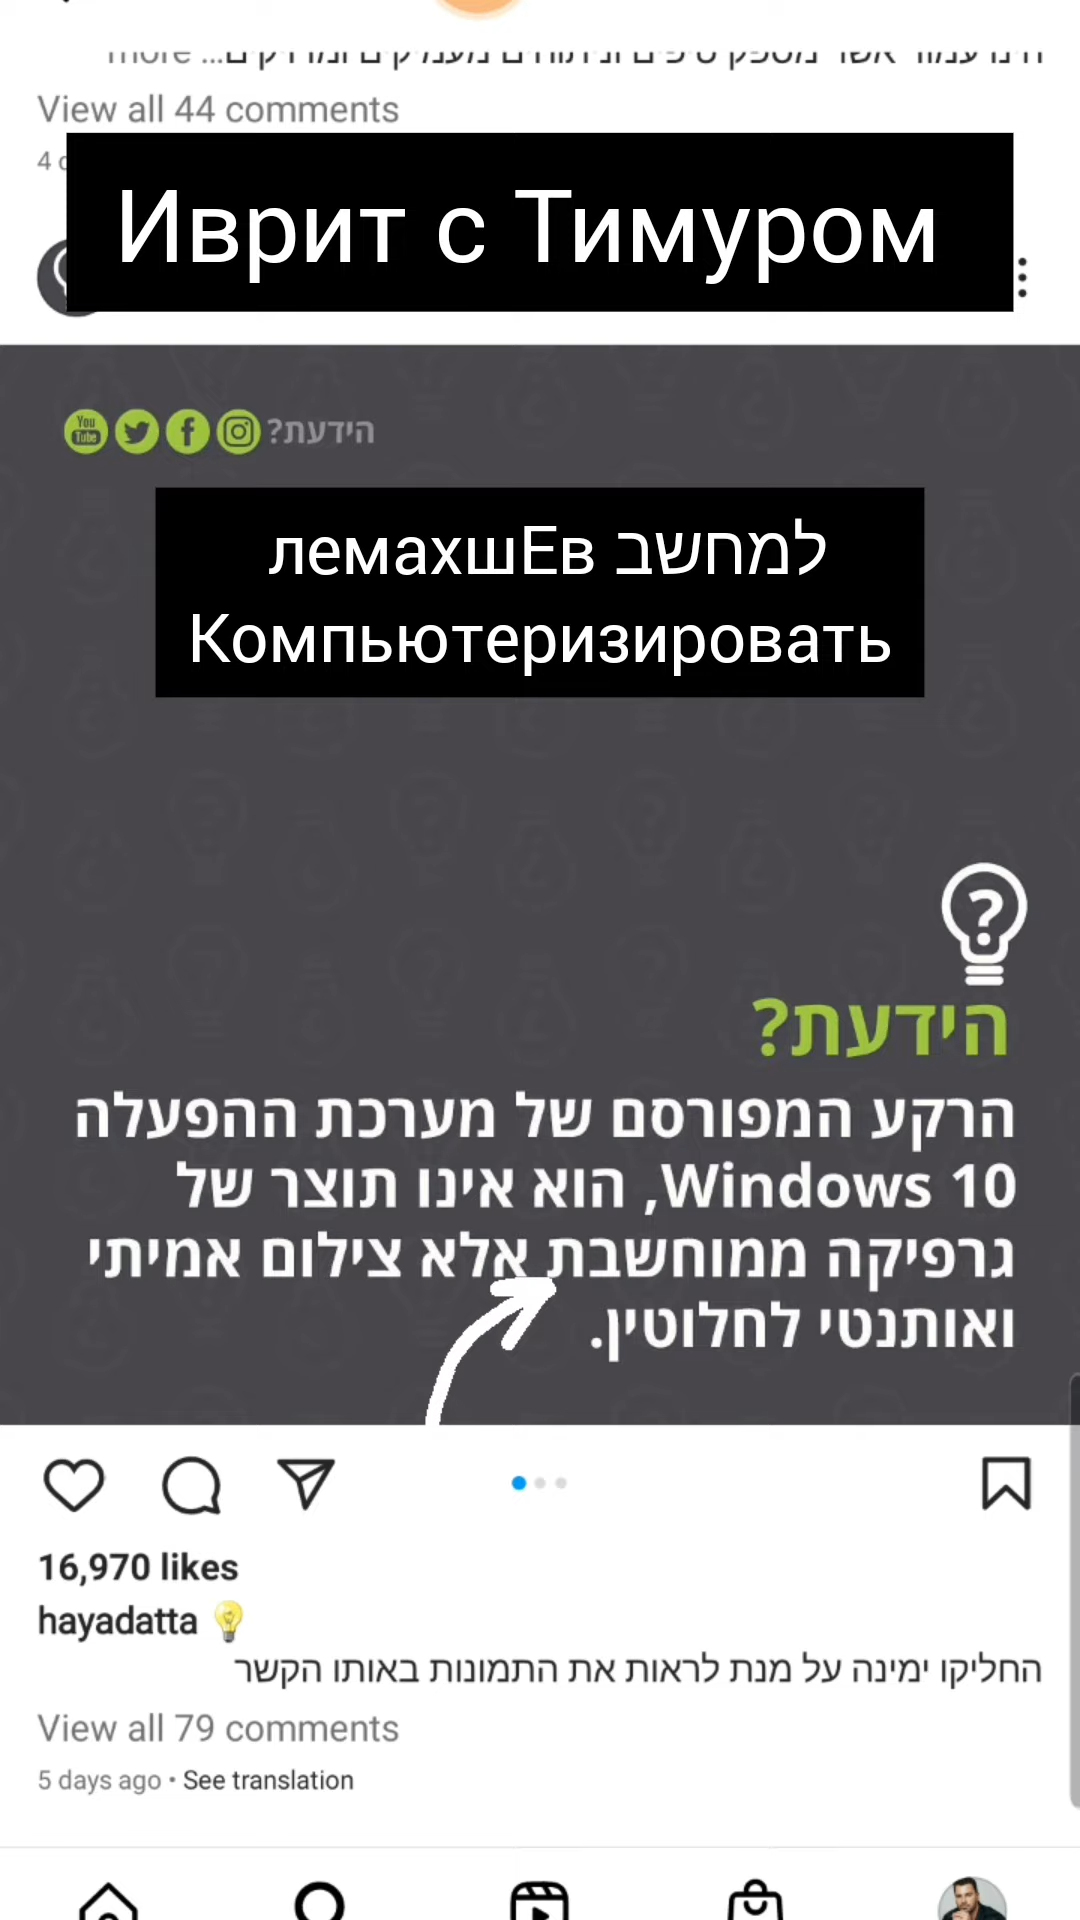 View all 44 comments
Иврит с Тимуром
הידעת?
You Tube
лемахшЕв למחשב
Компьютеризировать
הידעת?
הרקע המפורסם של מערכת ההפעלה
Windows 10, הוא אינו תוצר של
גרפיקה ממוחשבת אלא צילום אמיתי
ואותנטי לחלוטין.
16,970 likes
hayadatta 💡
החליקו ימינה על מנת לראות את התמונות באותו הקשר
View all 79 comments
5 days ago • See translation